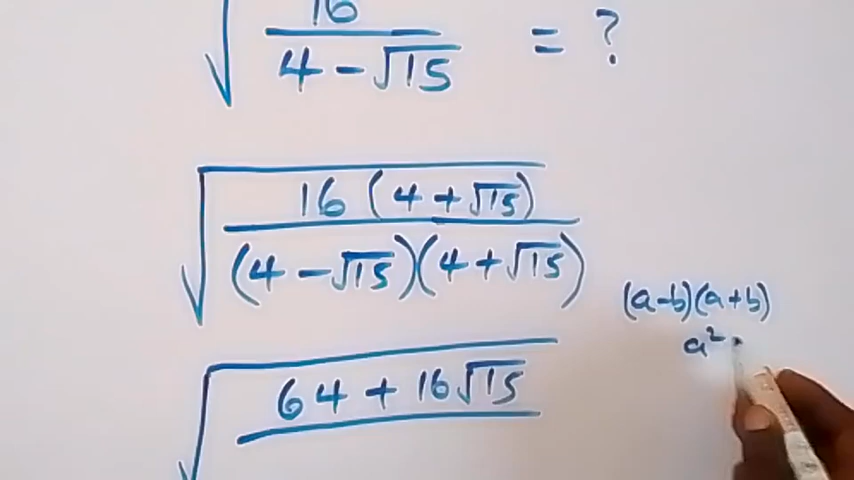 √(16/(4 - √15)) = ?
√(16(4 + √15)/((4 - √15)(4 + √15)))
(a-b)(a+b)
a²
√(64 + 16√15